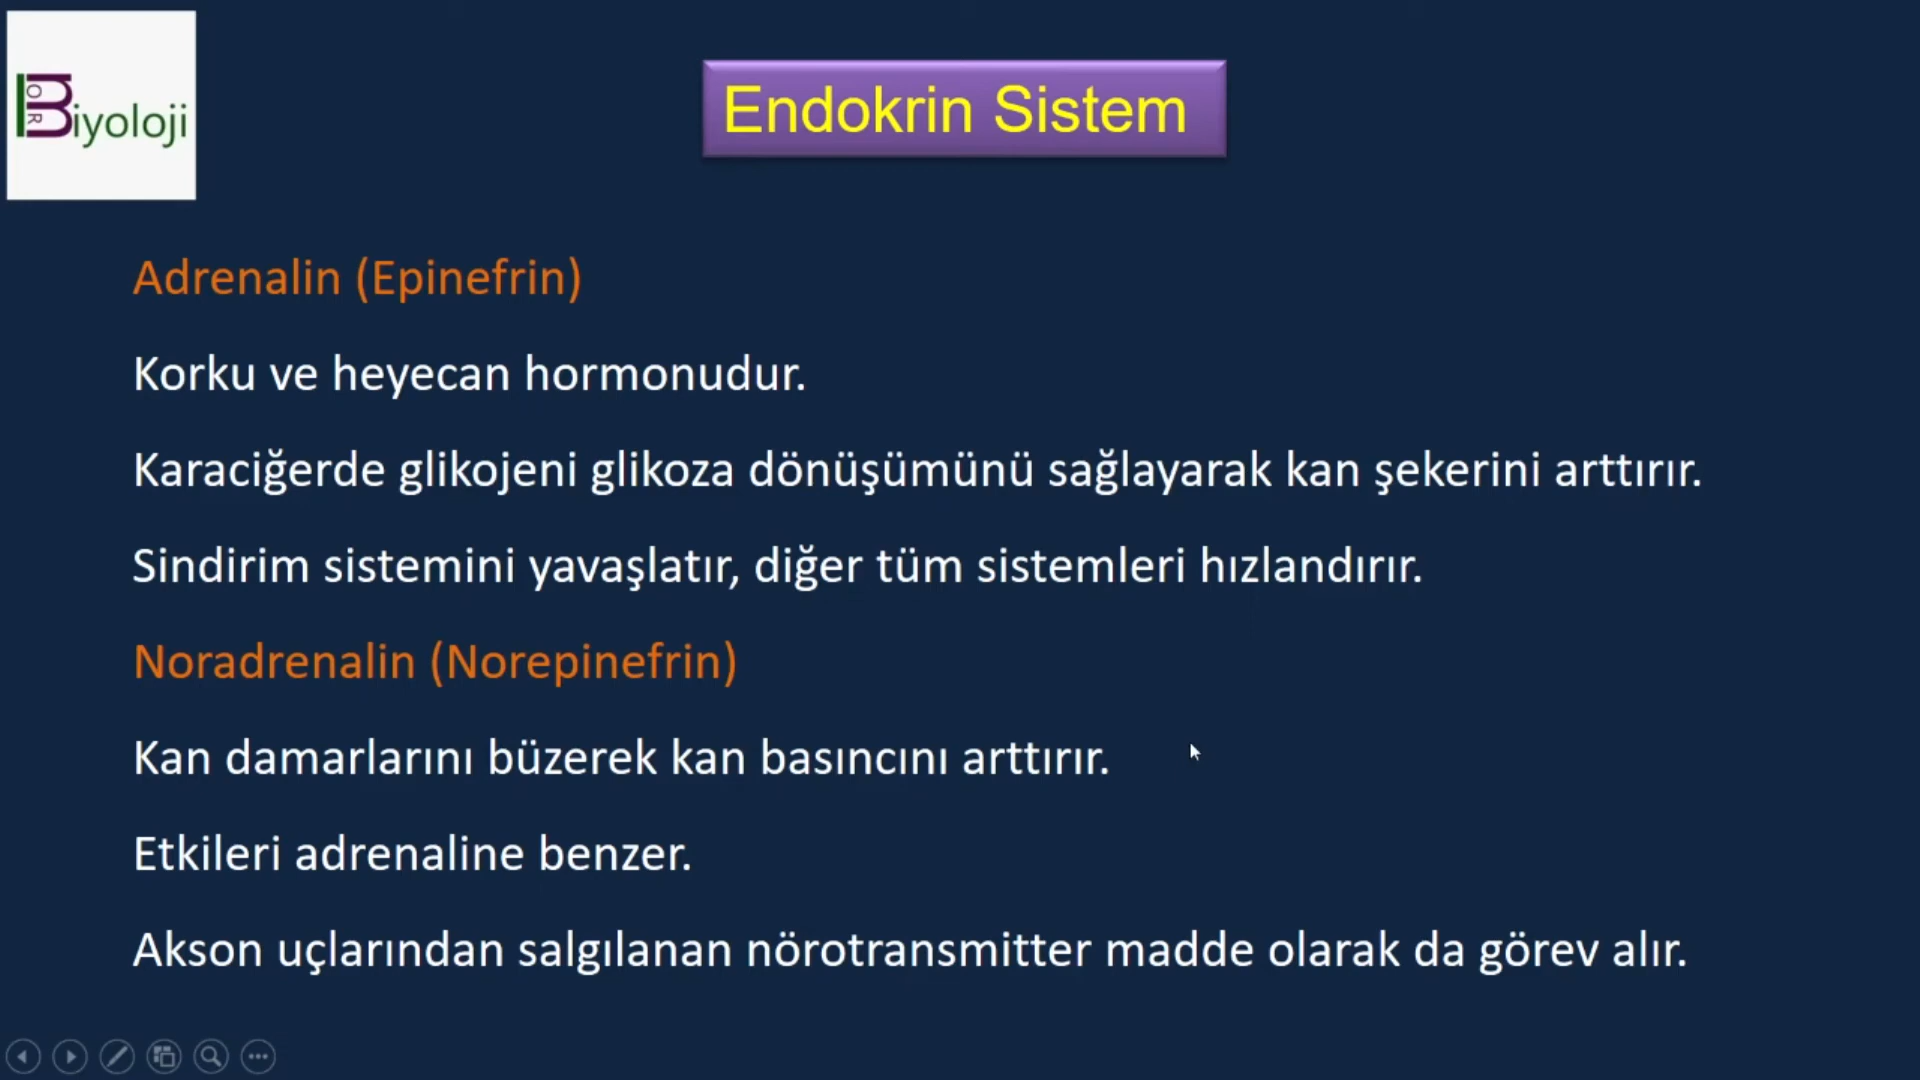 BOR
iyoloji
Endokrin Sistem
Adrenalin (Epinefrin)
Korku ve heyecan hormonudur.
Karaciğerde glikojeni glikoza dönüşümünü sağlayarak kan şekerini arttırır.
Sindirim sistemini yavaşlatır, diğer tüm sistemleri hızlandırır.
Noradrenalin (Norepinefrin)
Kan damarlarını büzerek kan basıncını arttırır.
Etkileri adrenaline benzer.
Akson uçlarından salgılanan nörotransmitter madde olarak da görev alır.